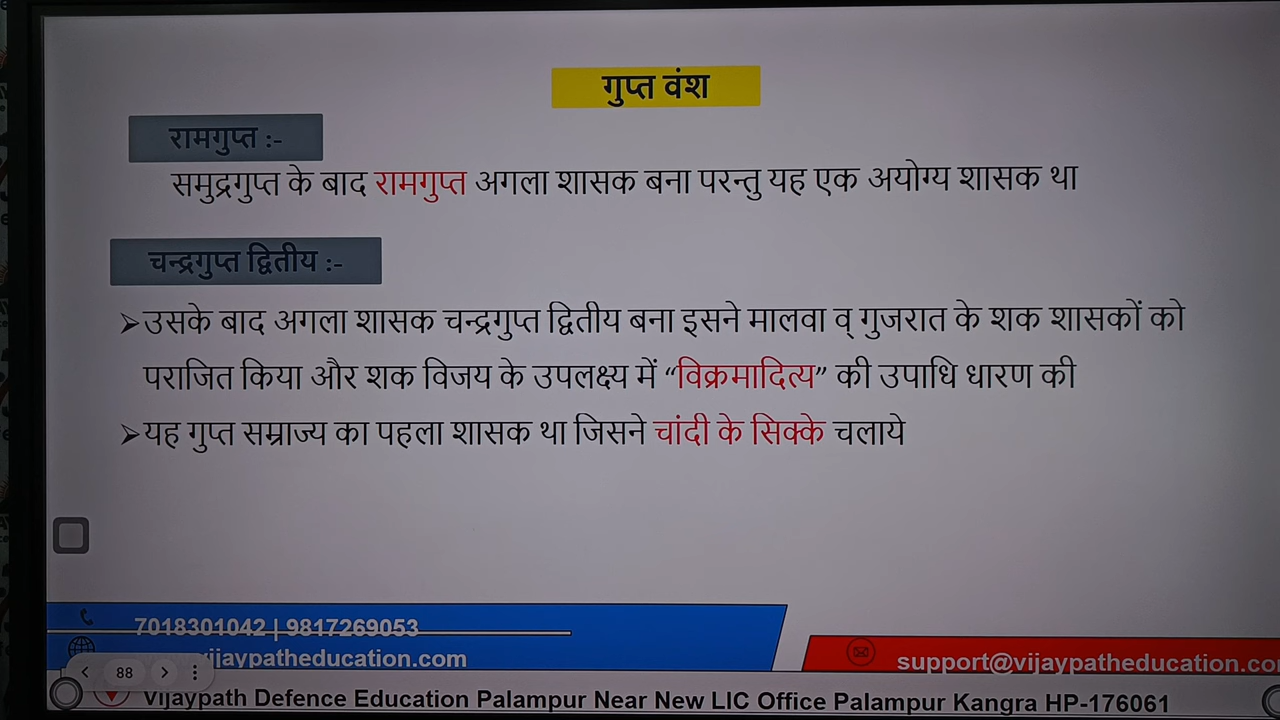 गुप्त वंश
रामगुप्त :-
समुद्रगुप्त के बाद रामगुप्त अगला शासक बना परन्तु यह एक अयोग्य शासक था
चन्द्रगुप्त द्वितीय :-
➢उसके बाद अगला शासक चन्द्रगुप्त द्वितीय बना इसने मालवा व् गुजरात के शक शासकों को
पराजित किया और शक विजय के उपलक्ष्य में “विक्रमादित्य” की उपाधि धारण की
➢यह गुप्त सम्राज्य का पहला शासक था जिसने चांदी के सिक्के चलाये
7018301042 | 9817269053
ijaypatheducation.com
support@vijaypatheducation.co
88
Vijaypath Defence Education Palampur Near New LIC Office Palampur Kangra HP-176061